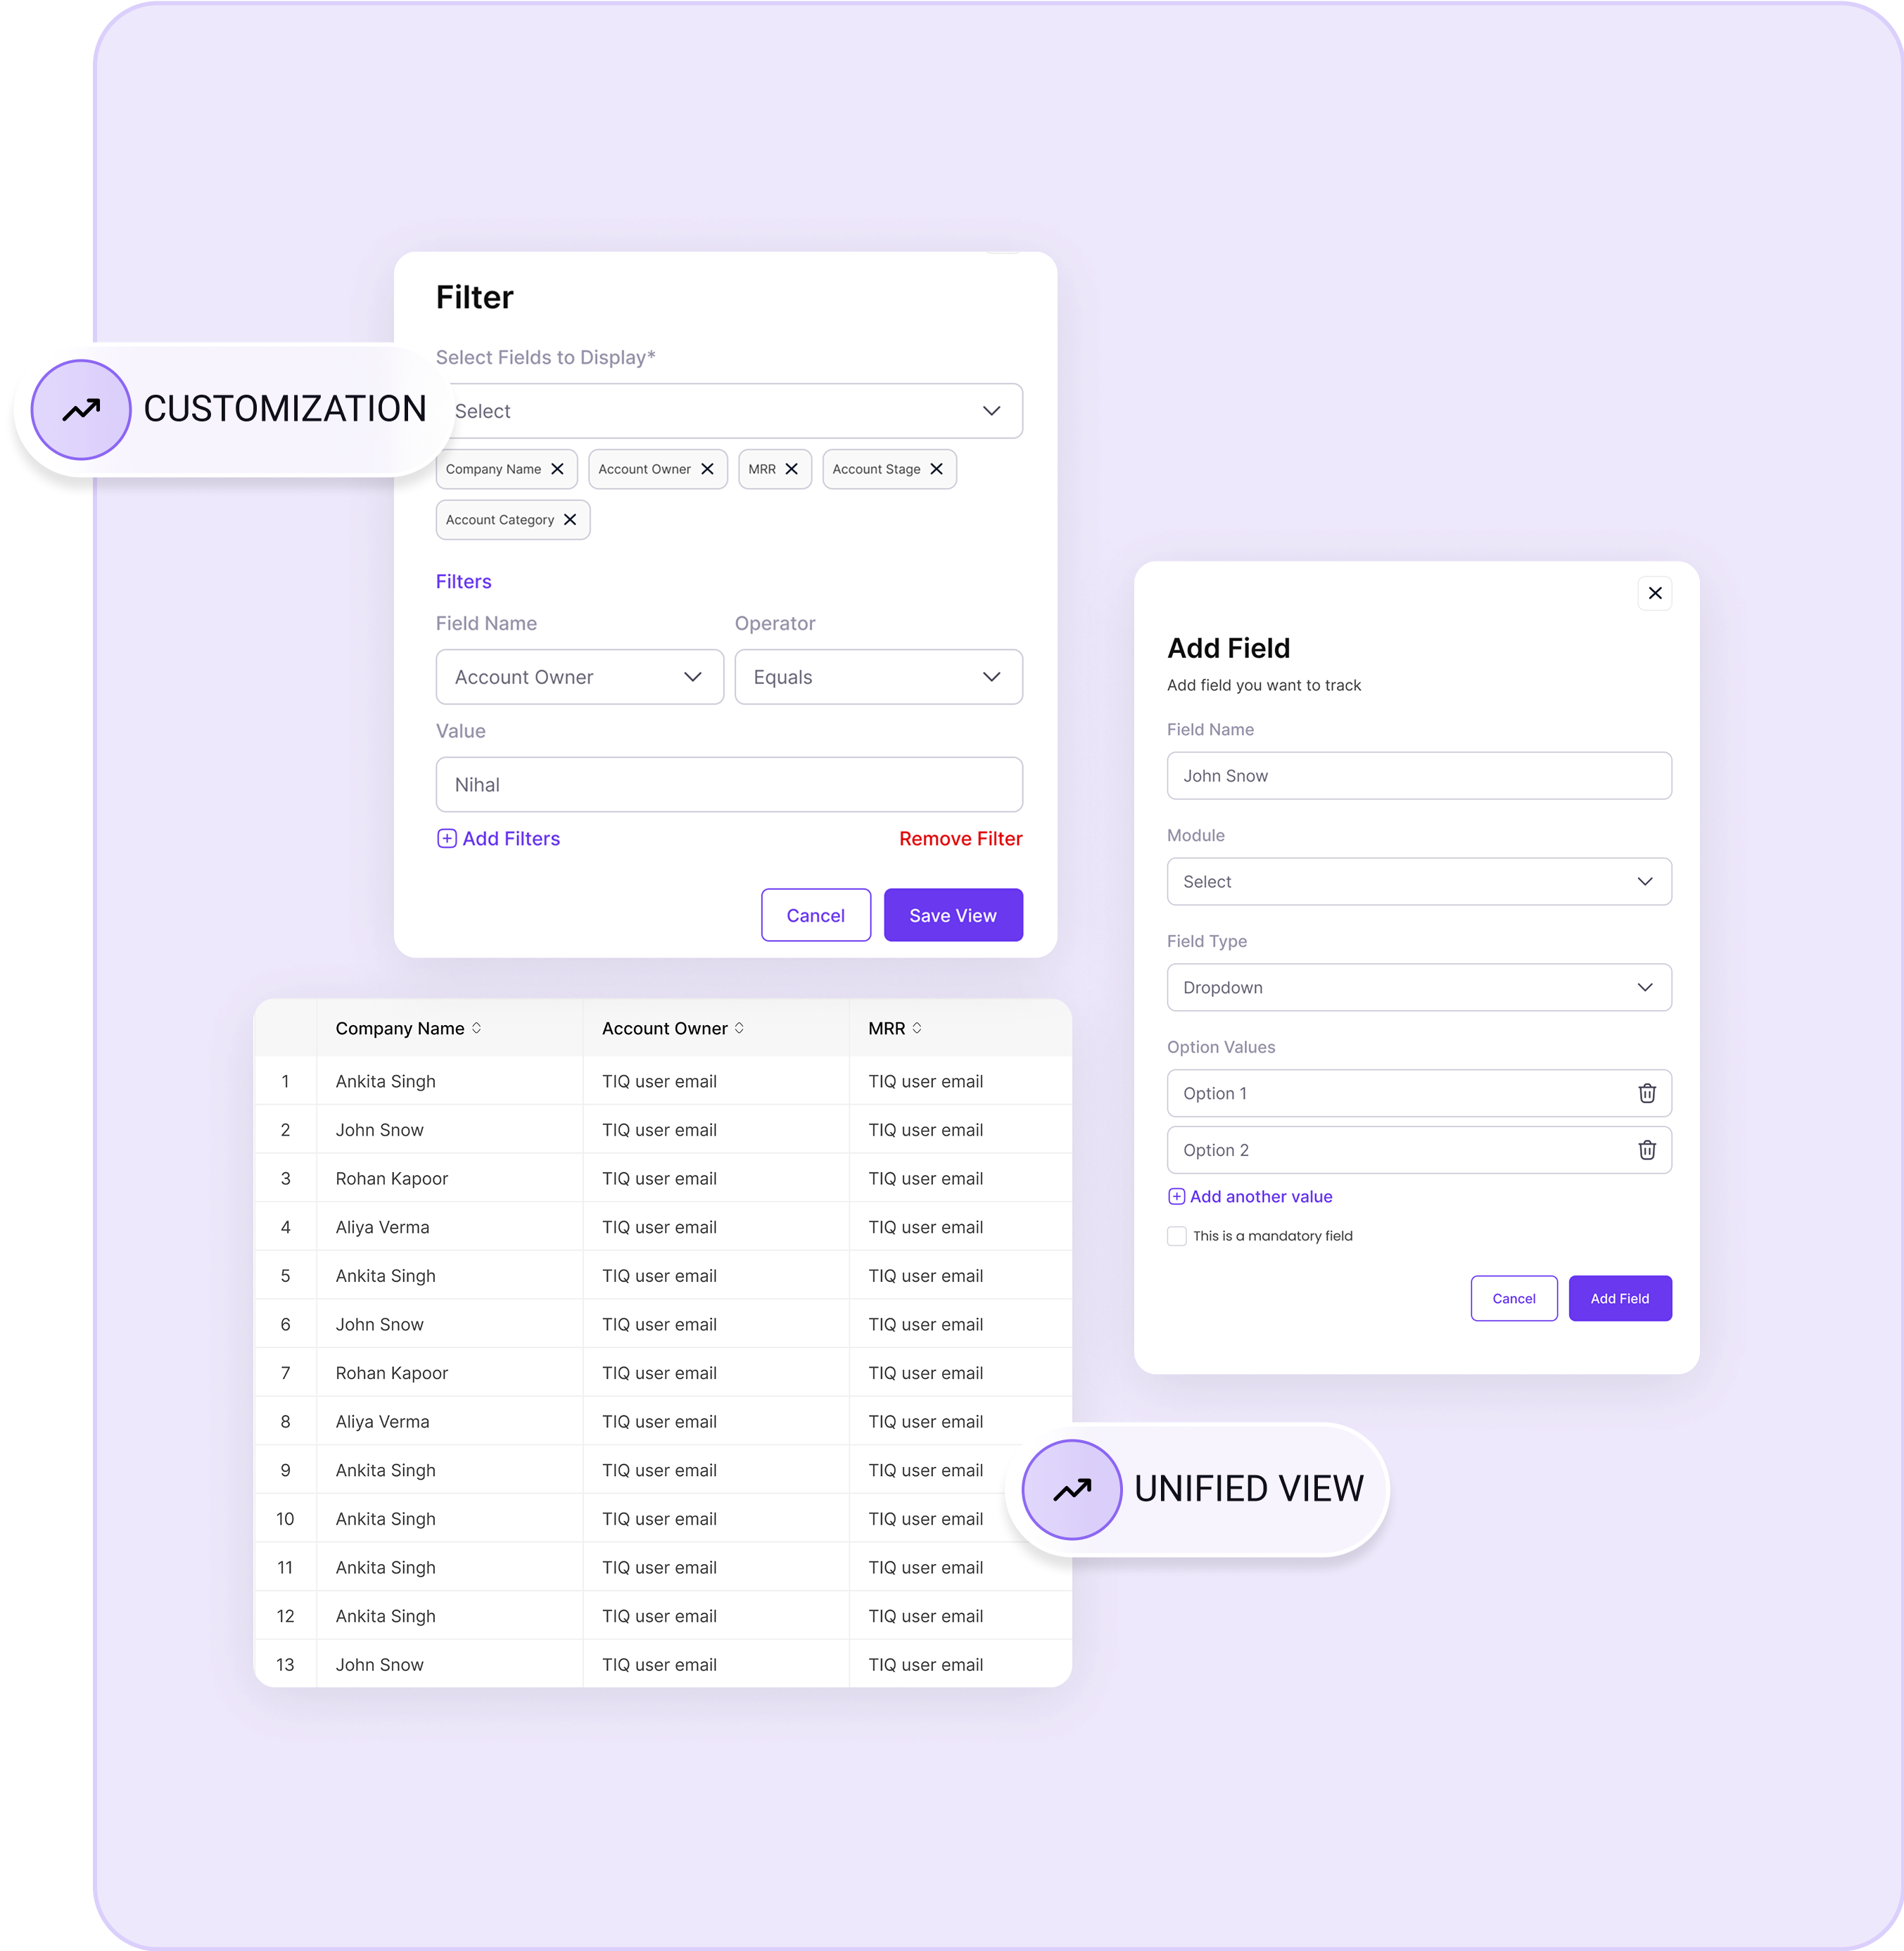 Filter
Select Fields to Display*
CUSTOMIZATION
Select
Company Name Account Owner MRR Account Stage
Account Category
Filters
Field Name Operator
Account Owner Equals
Value
Nihal
Add Filters Remove Filter
Cancel Save View
Add Field
Add field you want to track
Field Name
John Snow
Module
Select
Field Type
Dropdown
Option Values
Option 1
Option 2
Add another value
This is a mandatory field
Cancel Add Field
Company Name Account Owner MRR
1 Ankita Singh TIQ user email TIQ user email
2 John Snow TIQ user email TIQ user email
3 Rohan Kapoor TIQ user email TIQ user email
4 Aliya Verma TIQ user email TIQ user email
5 Ankita Singh TIQ user email TIQ user email
6 John Snow TIQ user email TIQ user email
7 Rohan Kapoor TIQ user email TIQ user email
8 Aliya Verma TIQ user email TIQ user email
9 Ankita Singh TIQ user email TIQ user email
10 Ankita Singh TIQ user email TIQ user email
11 Ankita Singh TIQ user email TIQ user email
12 Ankita Singh TIQ user email TIQ user email
13 John Snow TIQ user email TIQ user email
UNIFIED VIEW